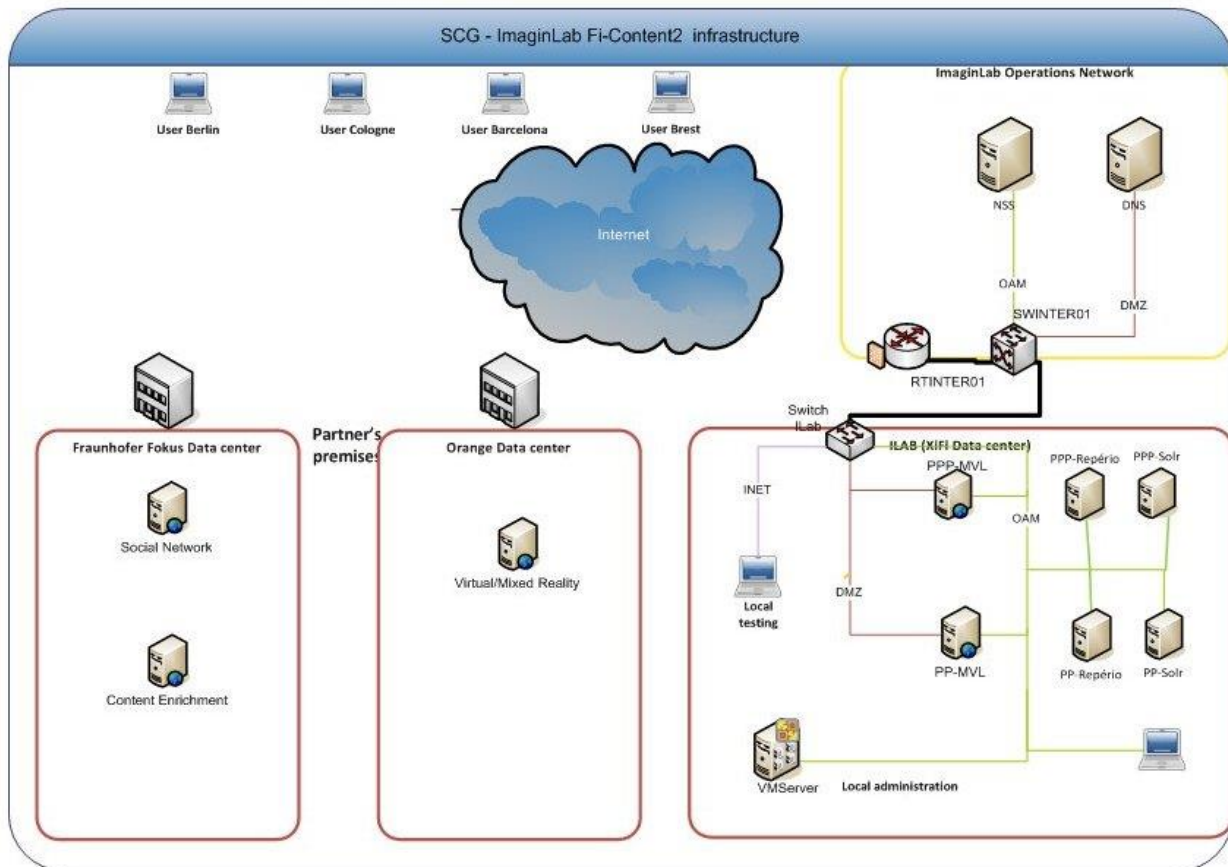 SCG - ImaginLab Fi-Content2 infrastructure
ImaginLab Operations Network
User Berlin
User Cologne
User Barcelona
User Brest
NSS
DNS
Internet
OAM
DMZ
SWINTER01
RTINTER01
Switch
ILab
Fraunhofer Fokus Data center
Partner's
premises
Orange Data center
ILAB (XIFI Data center)
PPP-MVL
PPP-Repério
PPP-Solr
INET
OAM
Social Network
Virtual/Mixed Reality
DMZ
Local
testing
PP-MVL
PP-Repério
PP-Solr
Content Enrichment
VMServer
Local administration